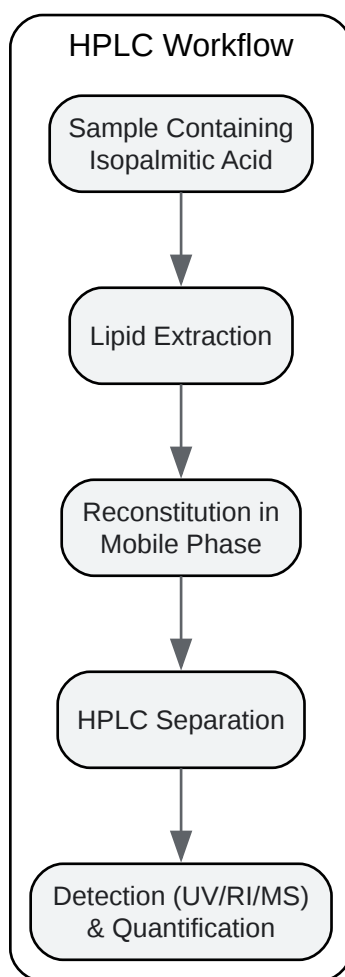 HPLC Workflow
Sample Containing
Isopalmitic Acid
Lipid Extraction
Reconstitution in
Mobile Phase
HPLC Separation
Detection (UV/RI/MS)
& Quantification